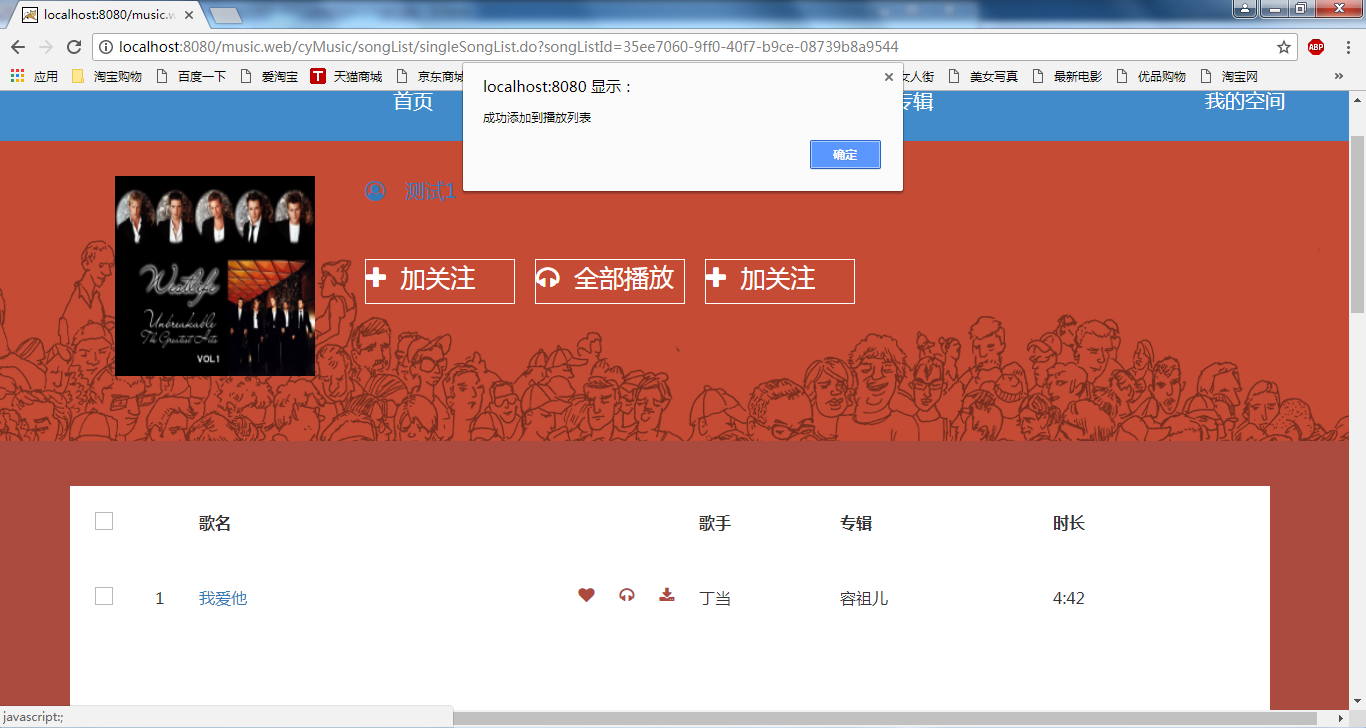 localhost:8080/music.w
localhost:8080/music.web/cyMusic/songList/singleSongList.do?songListId=35ee7060-9ff0-40f7-b9ce-08739b8a9544
ABP
应用 淘宝购物 百度一下 爱淘宝 T 天猫商城 京东商城 女人街 美女写真 最新电影 优品购物 淘宝网 »
localhost:8080 显示：
成功添加到播放列表
确定
首页 专辑 我的空间
测试1
加关注 全部播放 加关注
Westlife
Unbreakable
The Greatest Hits
VOL1
歌名 歌手 专辑 时长
1 我爱他 丁当 容祖儿 4:42
javascript:;